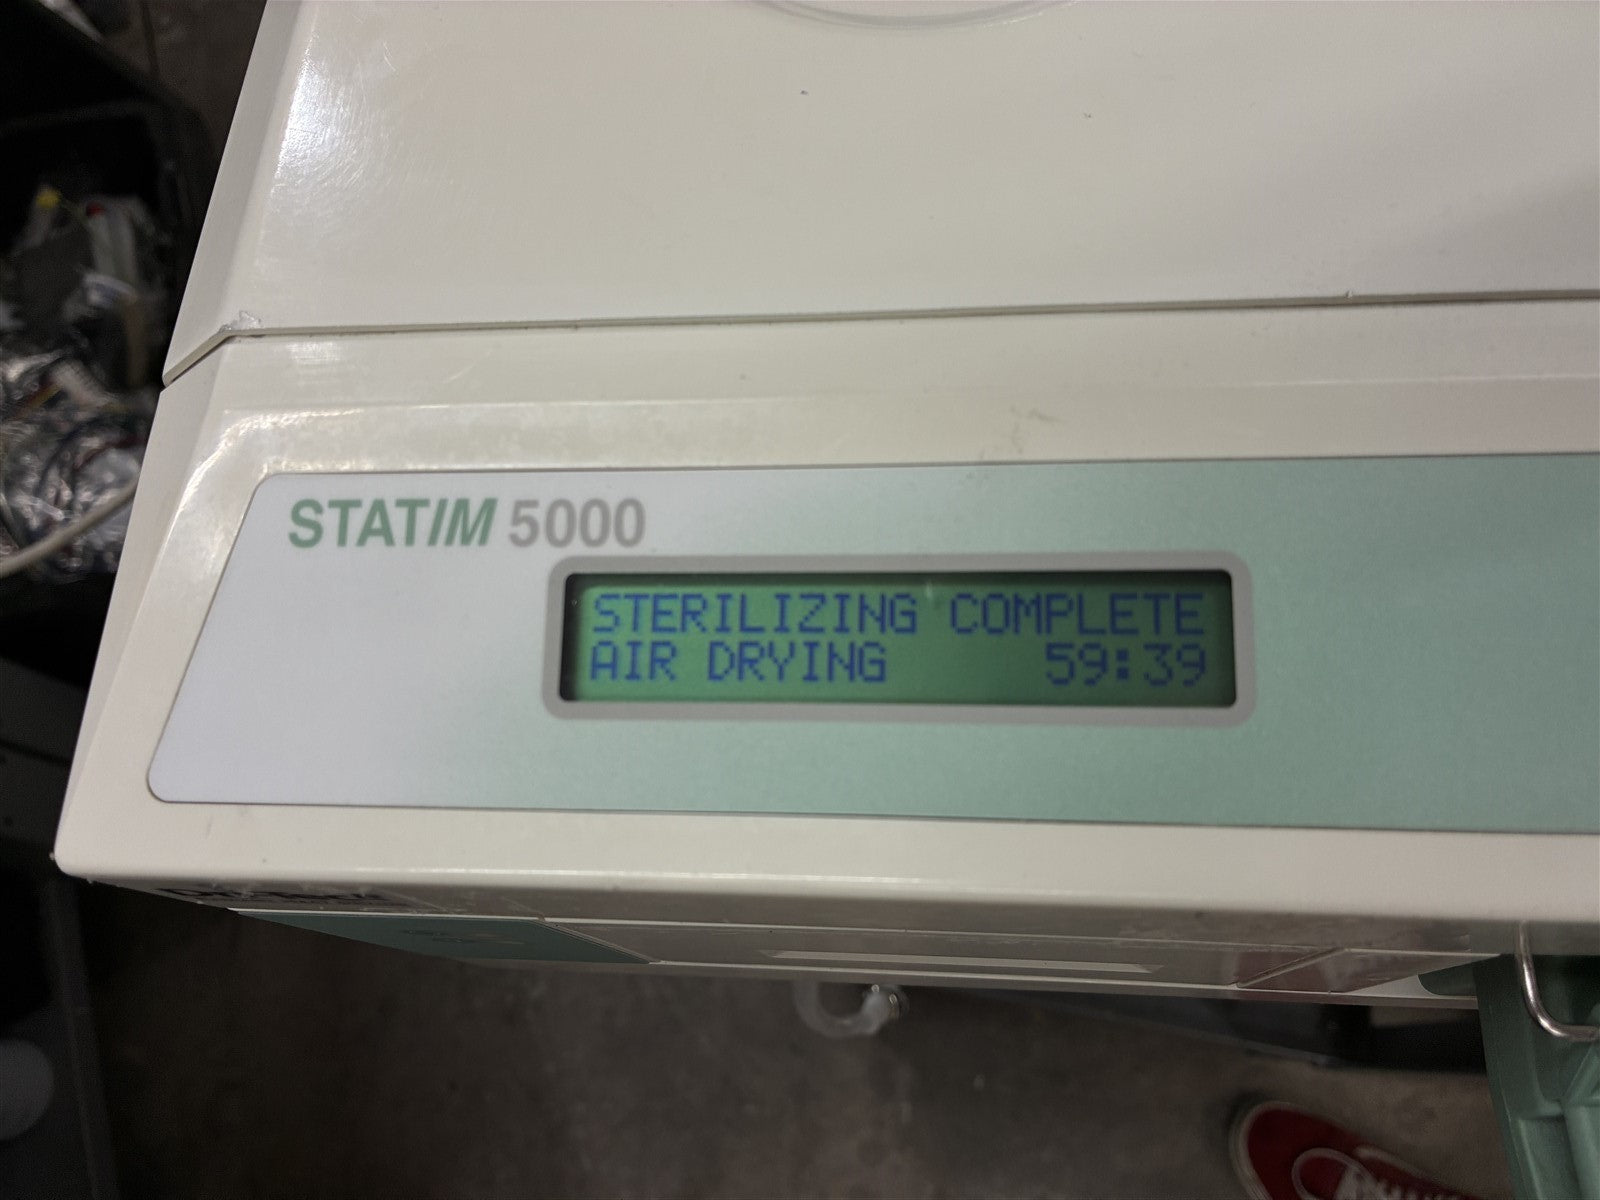 STATIM 5000
STERILIZING COMPLETE
AIR DRYING 59:39